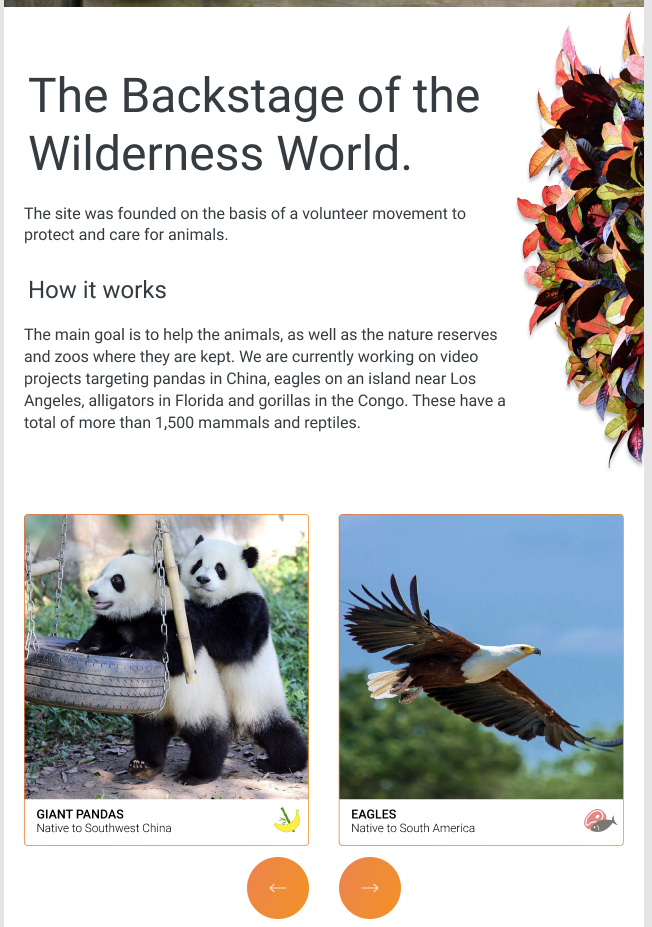 The Backstage of the
Wilderness World.
The site was founded on the basis of a volunteer movement to
protect and care for animals.
How it works
The main goal is to help the animals, as well as the nature reserves
and zoos where they are kept. We are currently working on video
projects targeting pandas in China, eagles on an island near Los
Angeles, alligators in Florida and gorillas in the Congo. These have a
total of more than 1,500 mammals and reptiles.
GIANT PANDAS
Native to Southwest China
EAGLES
Native to South America